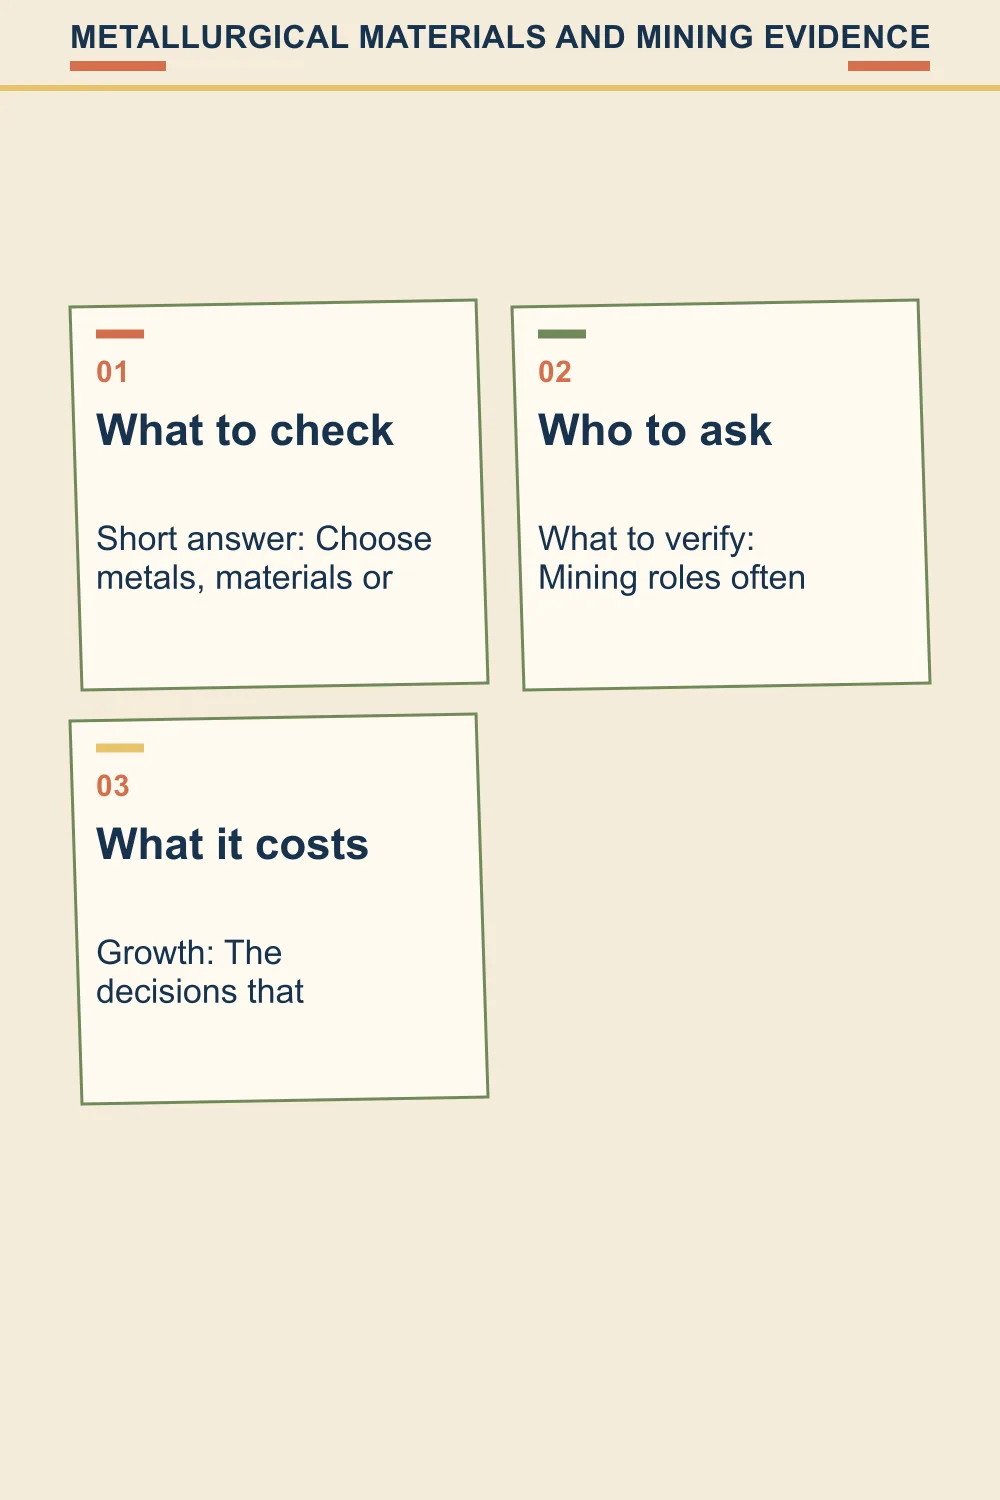 METALLURGICAL MATERIALS AND MINING EVIDENCE
01
What to check
Short answer: Choose
metals, materials or
02
Who to ask
What to verify:
Mining roles often
03
What it costs
Growth: The
decisions that